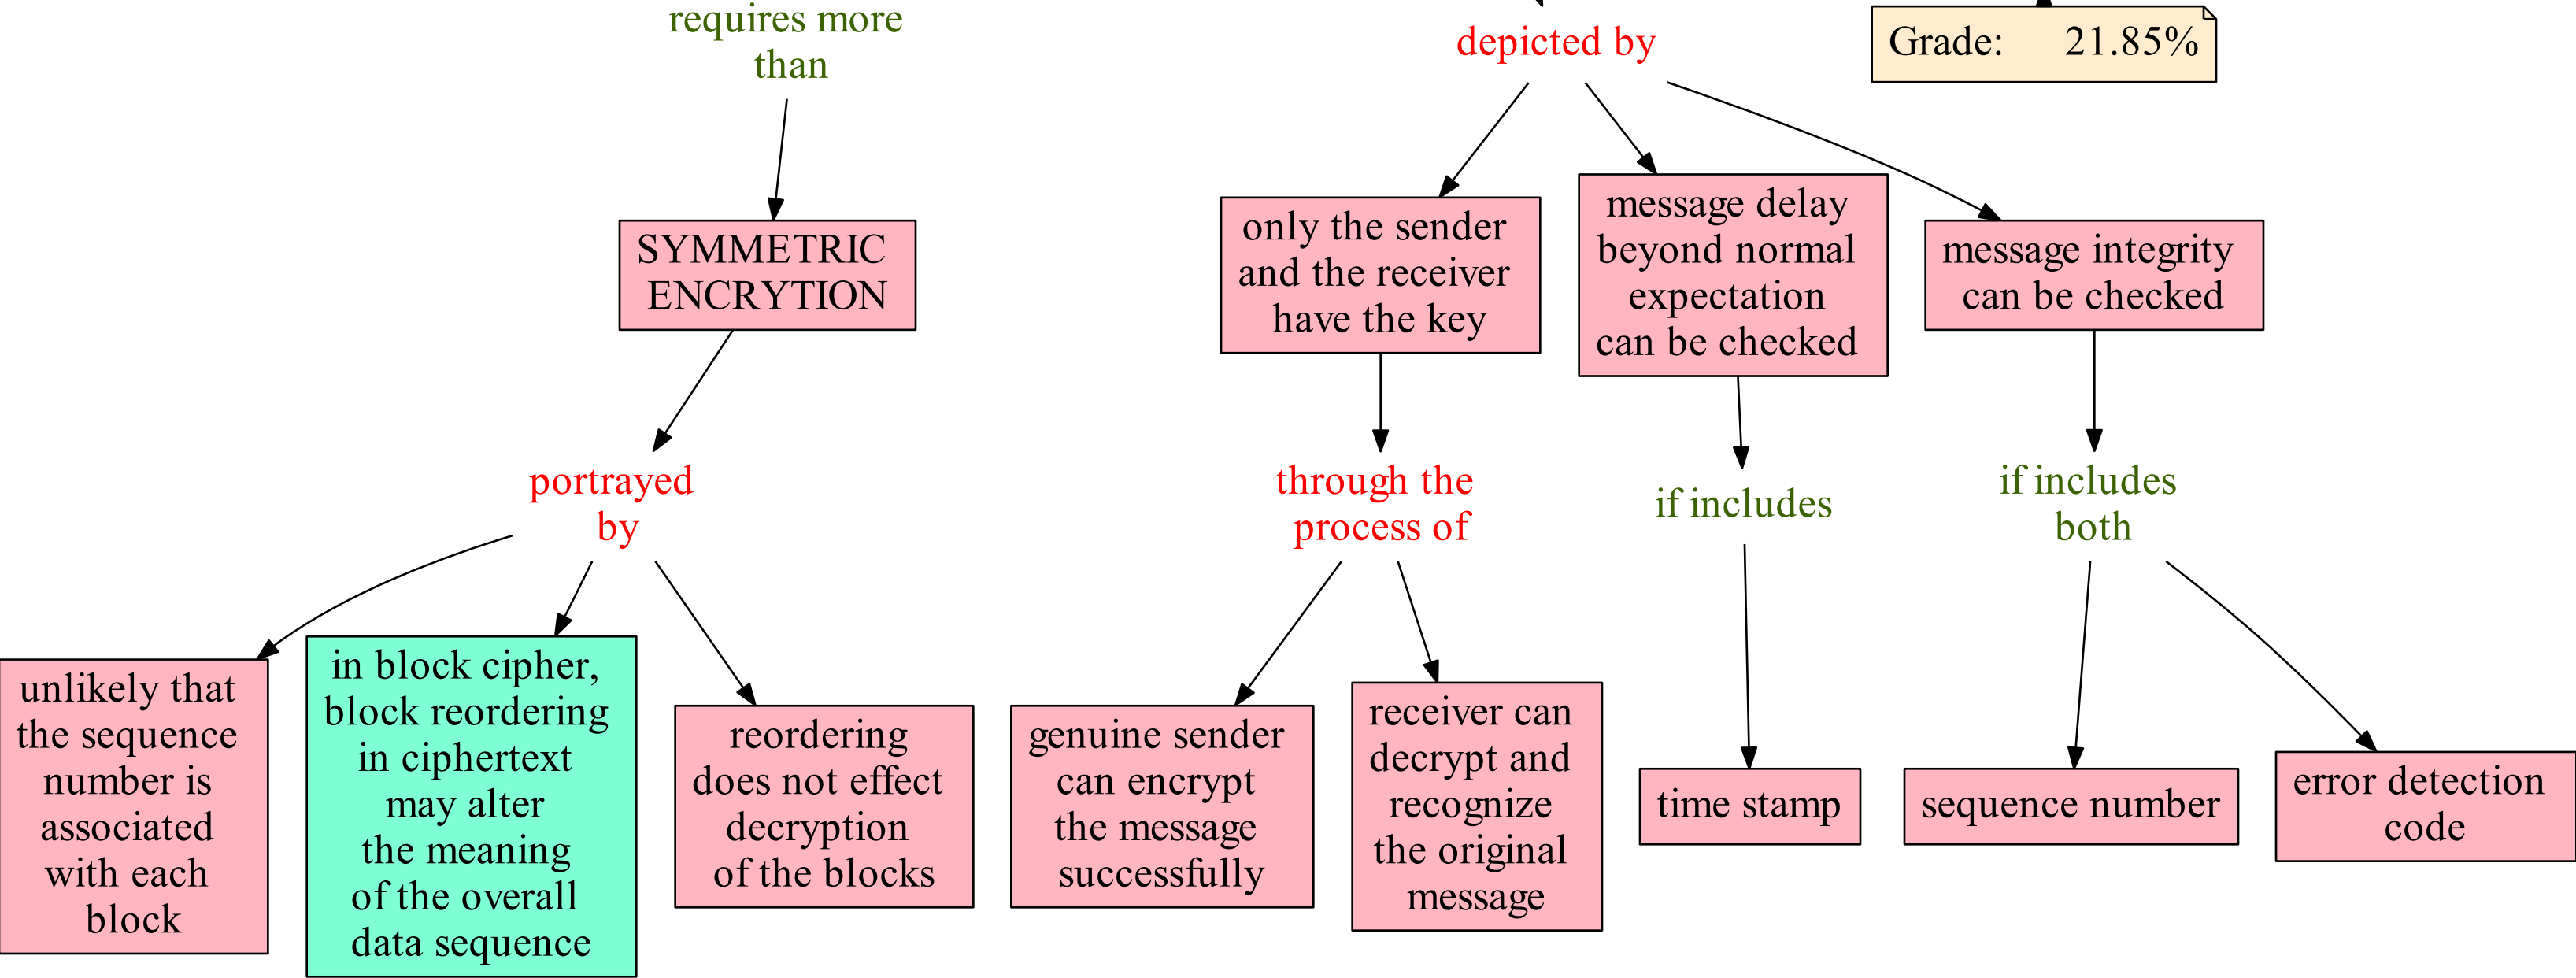 requires more
than
depicted by
Grade: 21.85%
SYMMETRIC
ENCRYTION
only the sender
and the receiver
have the key
message delay
beyond normal
expectation
can be checked
message integrity
can be checked
portrayed
by
through the
process of
if includes
if includes
both
unlikely that
the sequence
number is
associated
with each
block
in block cipher,
block reordering
in ciphertext
may alter
the meaning
of the overall
data sequence
reordering
does not effect
decryption
of the blocks
genuine sender
can encrypt
the message
successfully
receiver can
decrypt and
recognize
the original
message
time stamp
sequence number
error detection
code